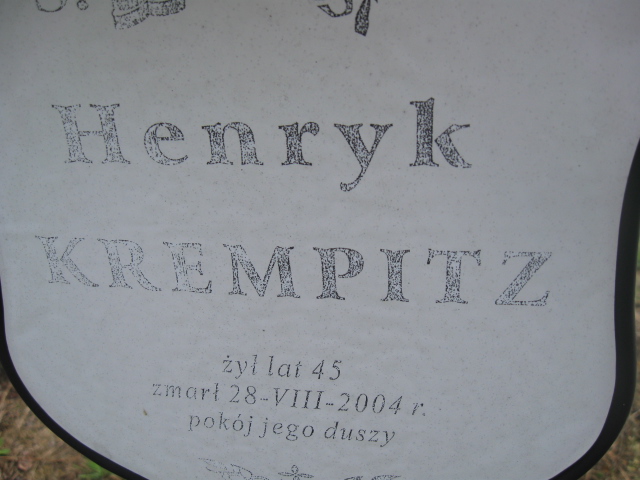 Henryk
KREMPITZ
żył lat 45
zmarł 28-VIII-2004 r.
pokój jego duszy